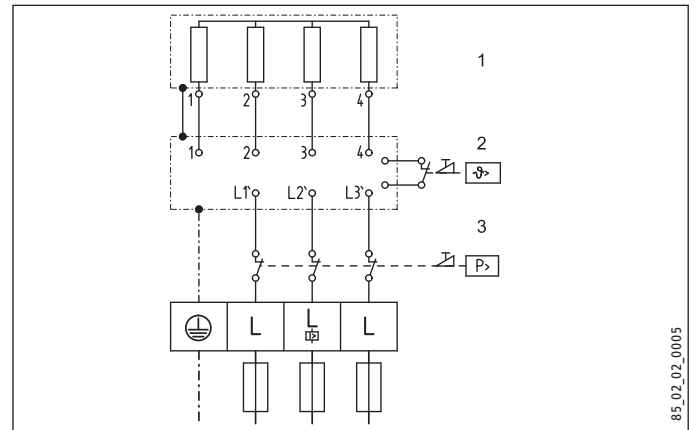 1
1 2 3 4
1 2 3 4
2
ϑ>
L1` L2` L3`
3
P>
L L L
I>
85_02_02_0005